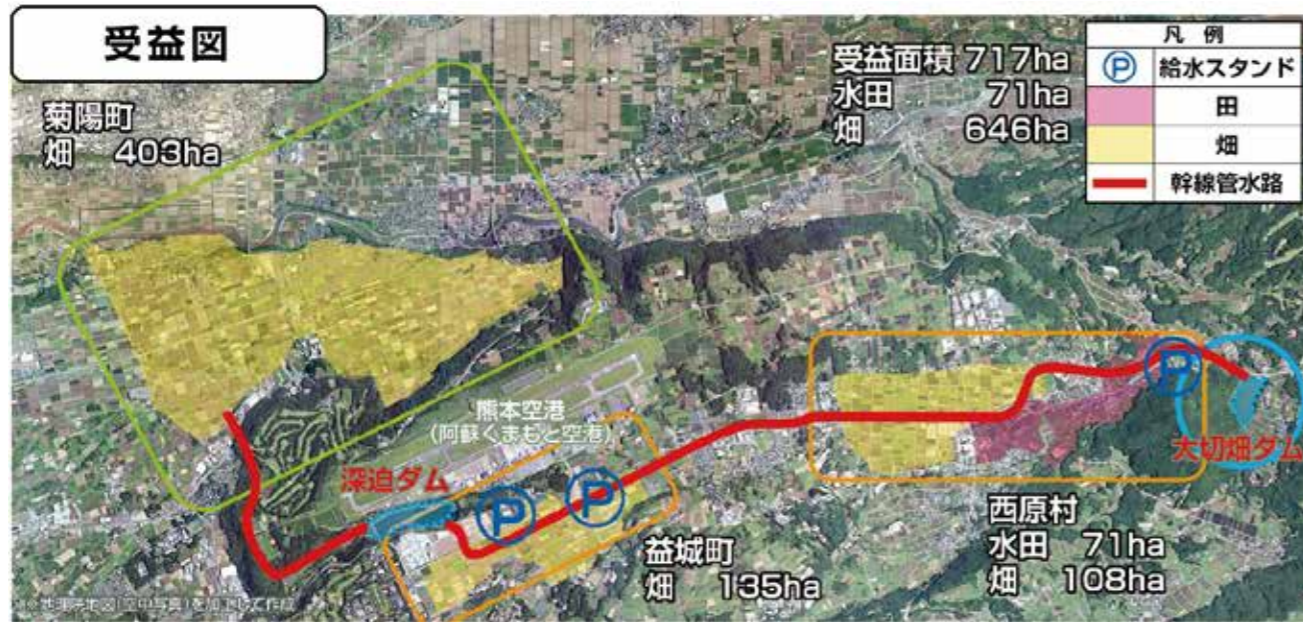 受益図
菊陽町
畑 403ha
受益面積 717ha
水田 71ha
畑 646ha
凡 例
P 給水スタンド
田
畑
幹線管水路
熊本空港
(阿蘇くまもと空港)
深迫ダム
P
P
P
大切畑ダム
益城町
畑 135ha
西原村
水田 71ha
畑 108ha
※地理院地図(空中写真)を加工して作成